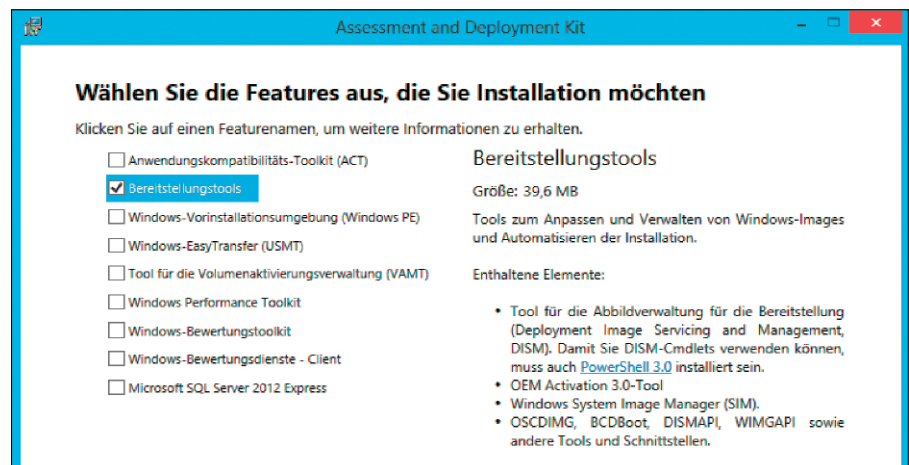 Assessment and Deployment Kit
Wählen Sie die Features aus, die Sie Installation möchten
Klicken Sie auf einen Featurenamen, um weitere Informationen zu erhalten.
Anwendungskompatibilitäts-Toolkit (ACT)
Bereitstellungstools
Windows-Vorinstallationsumgebung (Windows PE)
Windows-EasyTransfer (USMT)
Tool für die Volumenaktivierungsverwaltung (VAMT)
Windows Performance Toolkit
Windows-Bewertungstoolkit
Windows-Bewertungsdienste - Client
Microsoft SQL Server 2012 Express
Bereitstellungstools
Größe: 39,6 MB
Tools zum Anpassen und Verwalten von Windows-Images
und Automatisieren der Installation.
Enthaltene Elemente:
• Tool für die Abbildverwaltung für die Bereitstellung
(Deployment Image Servicing and Management,
DISM). Damit Sie DISM-Cmdlets verwenden können,
muss auch PowerShell 3.0 installiert sein.
• OEM Activation 3.0-Tool
• Windows System Image Manager (SIM).
• OSCDIMG, BCDBoot, DISMAPI, WIMGAPI sowie
andere Tools und Schnittstellen.